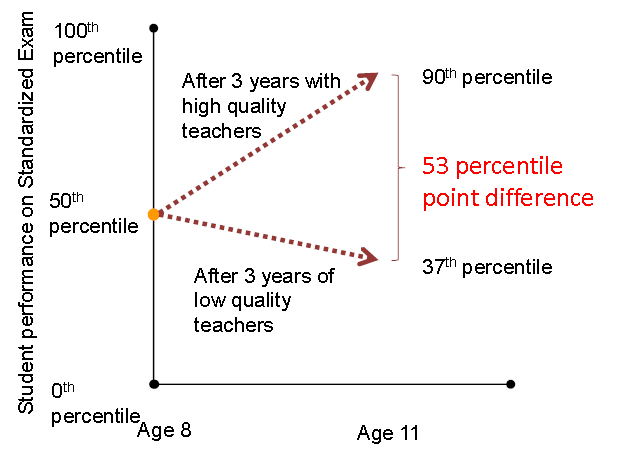 Student performance on Standardized Exam
100th
percentile
After 3 years with
high quality
teachers
90th percentile
53 percentile
point difference
50th
percentile
After 3 years of
low quality
teachers
37th percentile
0th
percentile
Age 8
Age 11